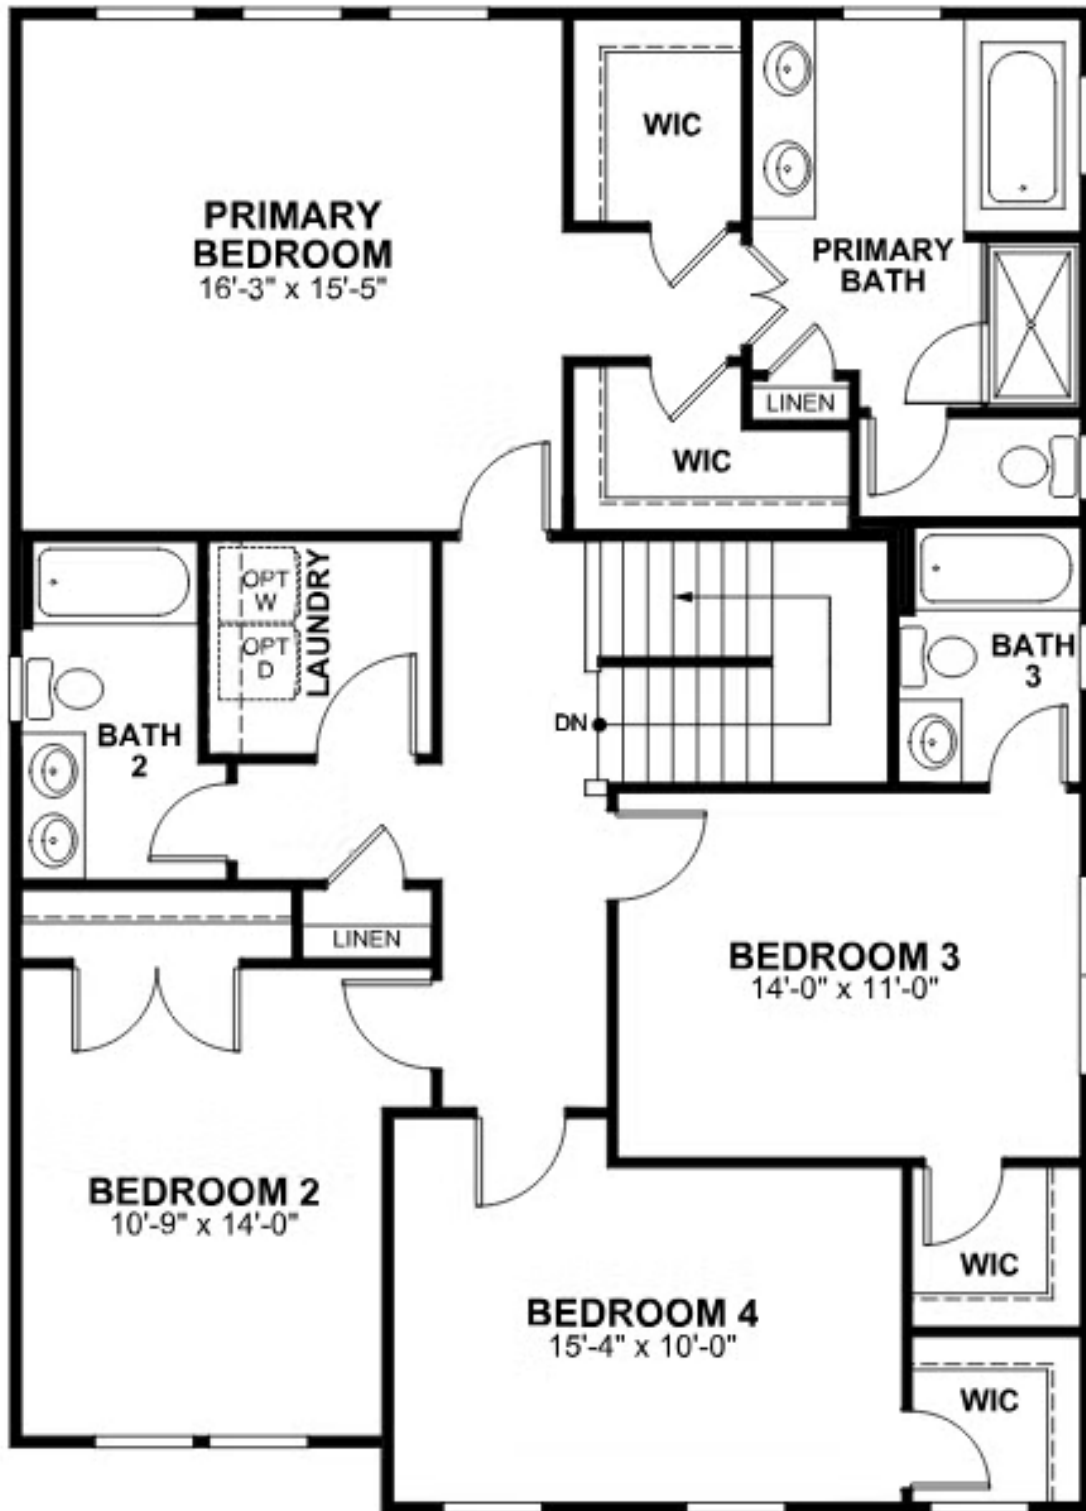 WIC
PRIMARY
BEDROOM
16'-3" x 15'-5"
PRIMARY
BATH
LINEN
WIC
OPT
W
OPT
D
LAUNDRY
BATH
2
DN
BATH
3
LINEN
BEDROOM 3
14'-0" x 11'-0"
BEDROOM 2
10'-9" x 14'-0"
WIC
BEDROOM 4
15'-4" x 10'-0"
WIC